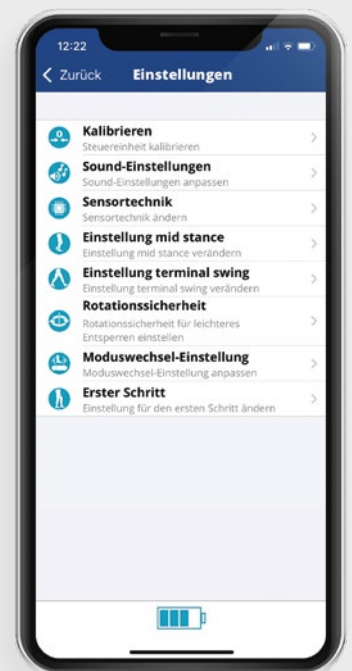 12:22
Zurück
Einstellungen
Kalibrieren
Steuereinheit kalibrieren
Sound-Einstellungen
Sound-Einstellungen anpassen
Sensortechnik
Sensortechnik ändern
Einstellung mid stance
Einstellung mid stance verändern
Einstellung terminal swing
Einstellung terminal swing verändern
Rotationssicherheit
Rotationssicherheit für leichteres
Entsperren einstellen
Moduswechsel-Einstellung
Moduswechsel-Einstellung anpassen
Erster Schritt
Einstellung für den ersten Schritt ändern